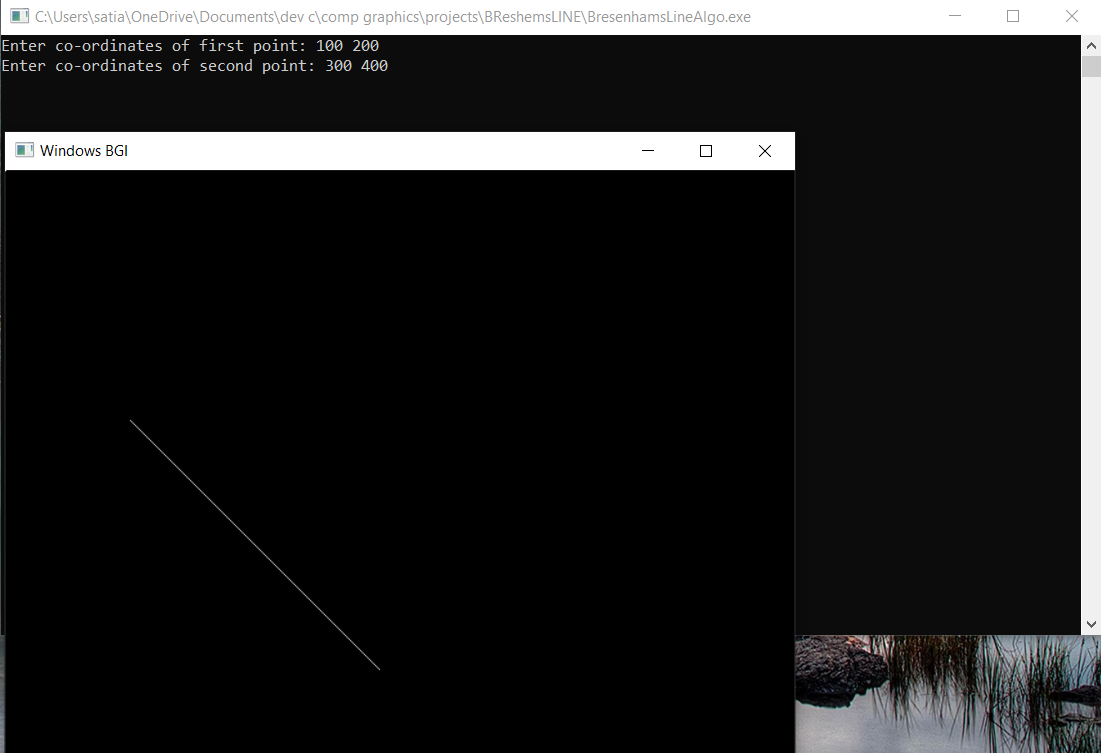 C:\Users\satia\OneDrive\Documents\dev c\comp graphics\projects\BReshemsLINE\BresenhamsLineAlgo.exe
Enter co-ordinates of first point: 100 200
Enter co-ordinates of second point: 300 400
Windows BGI